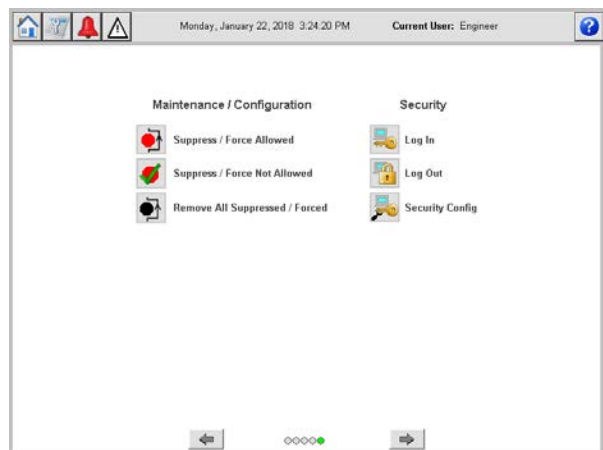 Monday, January 22, 2018 3:24:20 PM Current User: Engineer
Maintenance / Configuration Security
Suppress / Force Allowed Log In
Suppress / Force Not Allowed Log Out
Remove All Suppressed / Forced Security Config